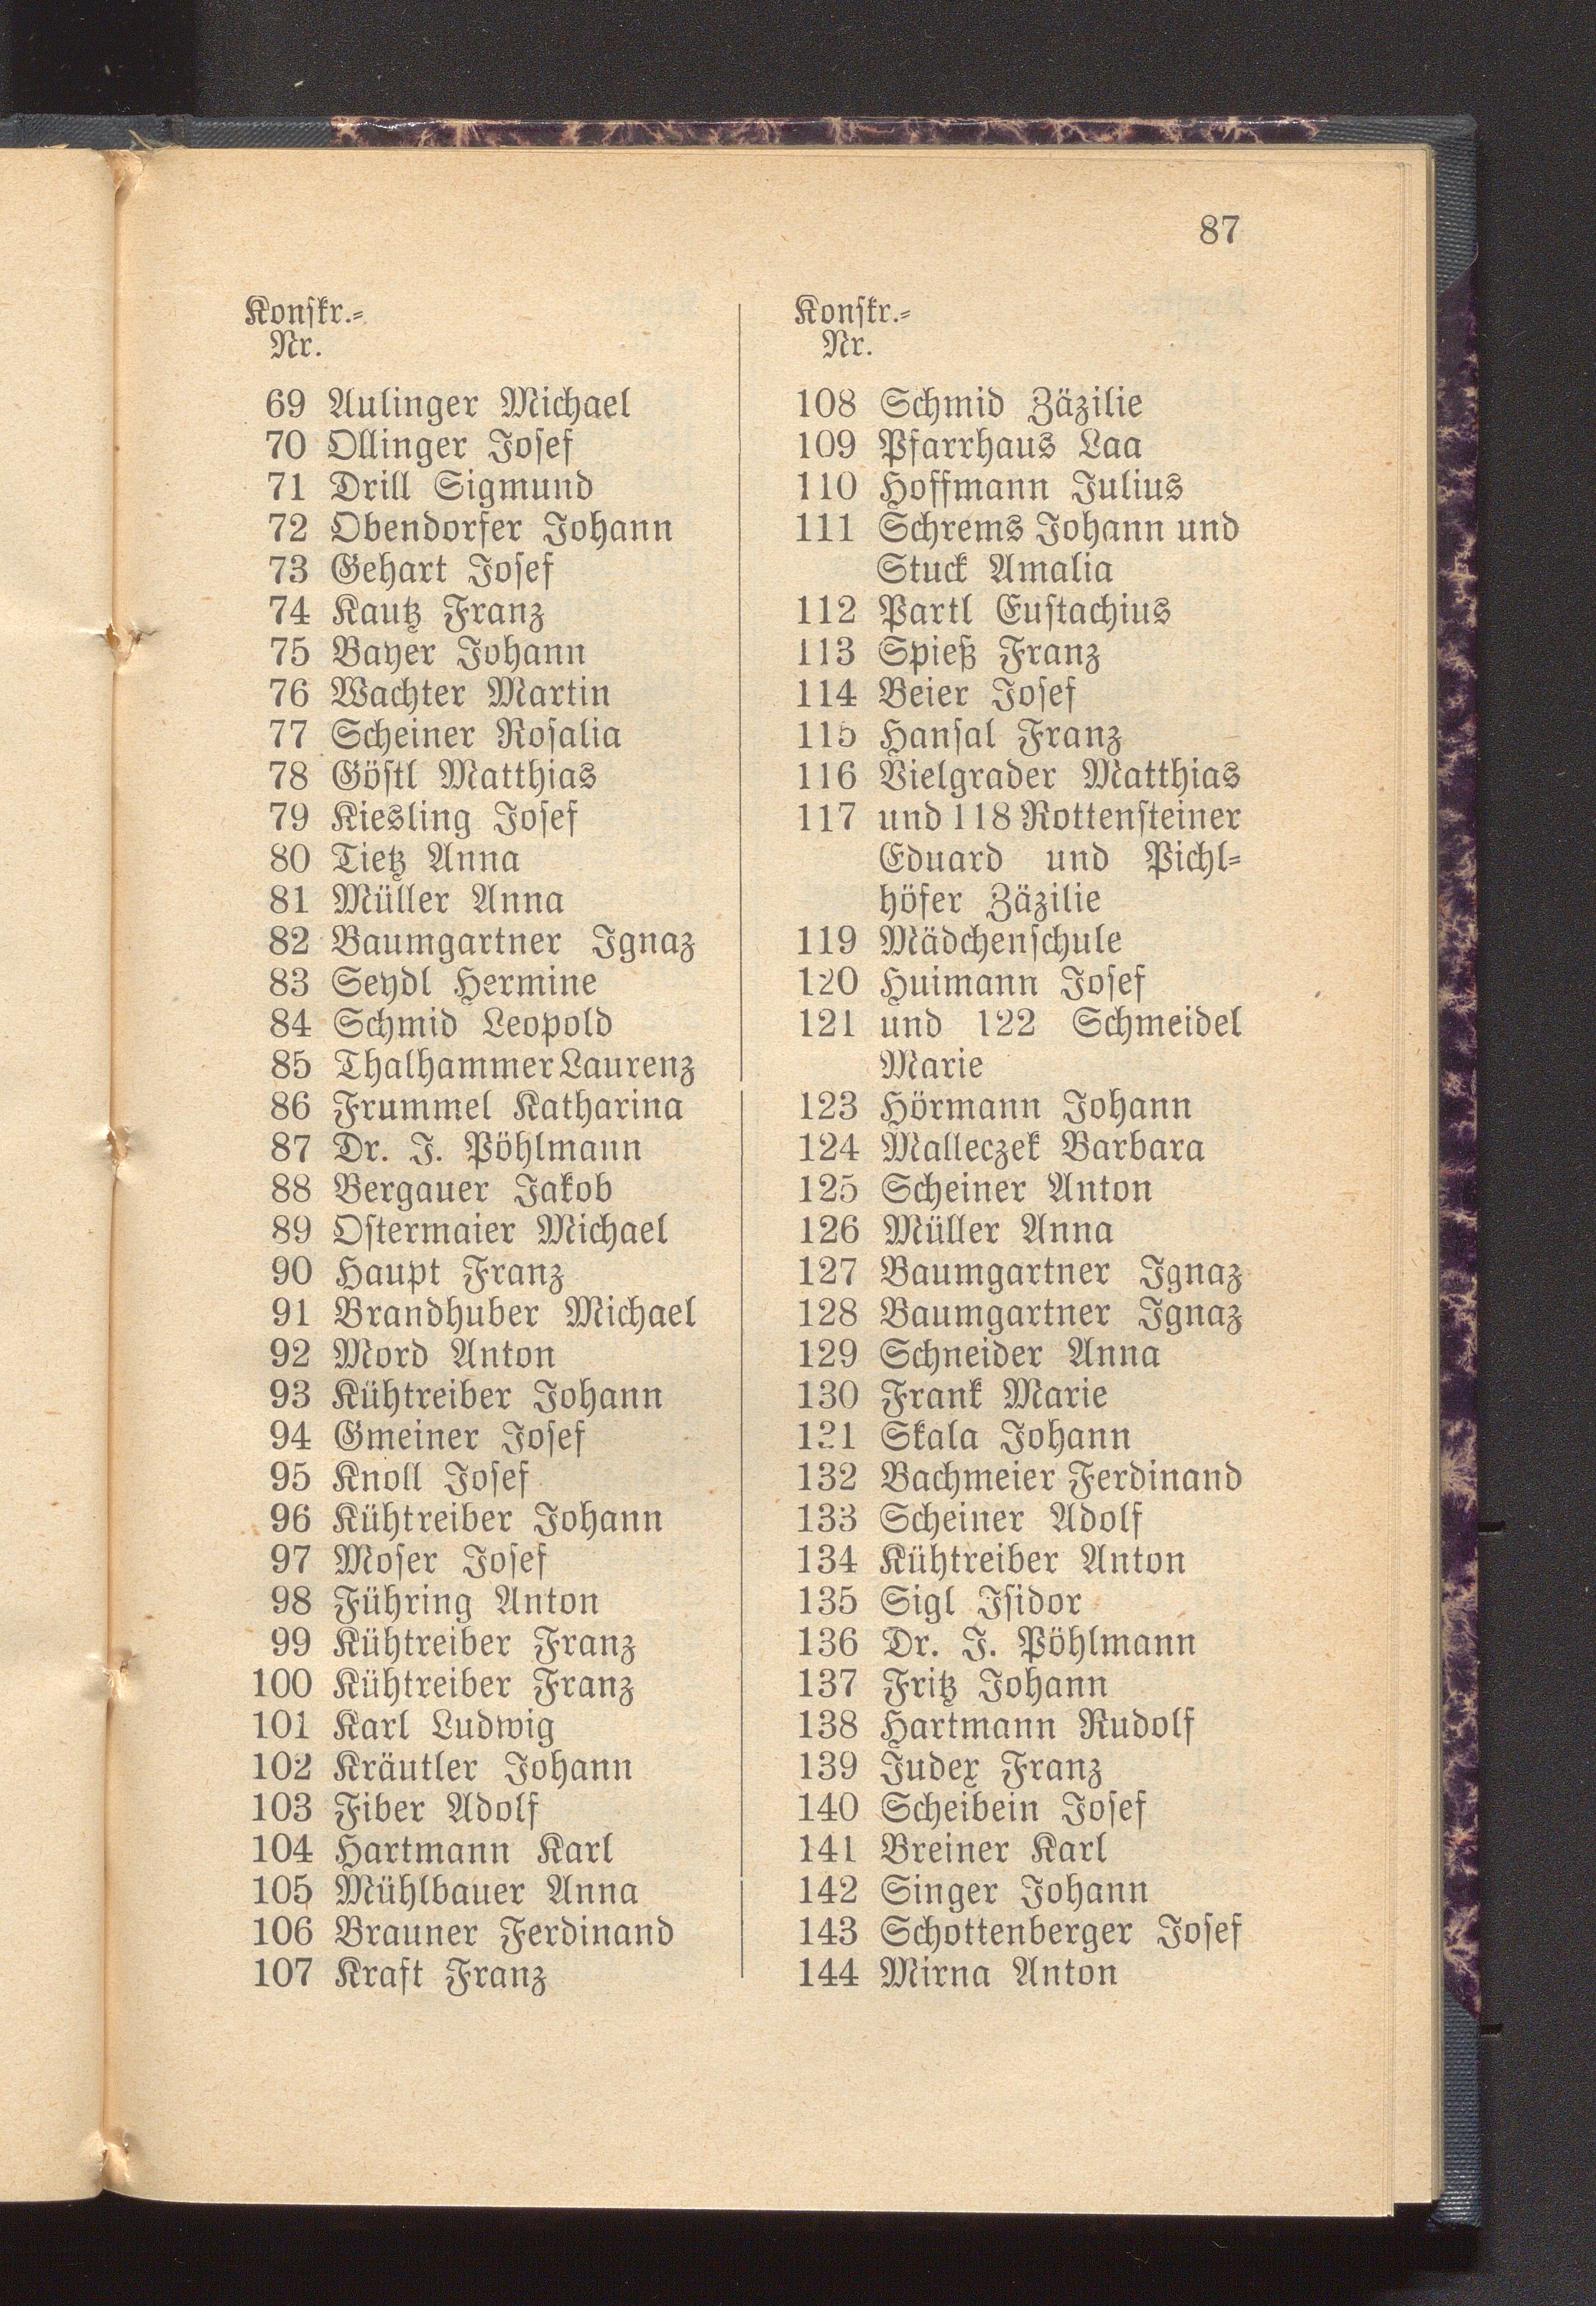 87
Konskr.-
Nr.
69 Aulinger Michael
70 Ollinger Josef
71 Drill Sigmund
72 Obendorfer Johann
73 Gehart Josef
74 Kautz Franz
75 Bayer Johann
76 Wachter Martin
77 Scheiner Rosalia
78 Göstl Matthias
79 Kiesling Josef
80 Tietz Anna
81 Müller Anna
82 Baumgartner Ignaz
83 Seydl Hermine
84 Schmid Leopold
85 Thalhammer Laurenz
86 Frummel Katharina
87 Dr. J. Pöhlmann
88 Bergauer Jakob
89 Ostermaier Michael
90 Haupt Franz
91 Brandhuber Michael
92 Mord Anton
93 Kühtreiber Johann
94 Gmeiner Josef
95 Knoll Josef
96 Kühtreiber Johann
97 Moser Josef
98 Führing Anton
99 Kühtreiber Franz
100 Kühtreiber Franz
101 Karl Ludwig
102 Kräutler Johann
103 Fiber Adolf
104 Hartmann Karl
105 Mühlbauer Anna
106 Brauner Ferdinand
107 Kraft Franz
Konskr.-
Nr.
108 Schmid Zäzilie
109 Pfarrhaus Laa
110 Hoffmann Julius
111 Schrems Johann und
Stuck Amalia
112 Partl Eustachius
113 Spieß Franz
114 Beier Josef
115 Hansal Franz
116 Vielgrader Matthias
117 und 118 Rottensteiner
Eduard und Pichl-
höfer Zäzilie
119 Mädchenschule
120 Huimann Josef
121 und 122 Schmeidel
Marie
123 Hörmann Johann
124 Malleczek Barbara
125 Scheiner Anton
126 Müller Anna
127 Baumgartner Ignaz
128 Baumgartner Ignaz
129 Schneider Anna
130 Frank Marie
131 Skala Johann
132 Bachmeier Ferdinand
133 Scheiner Adolf
134 Kühtreiber Anton
135 Sigl Isidor
136 Dr. J. Pöhlmann
137 Fritz Johann
138 Hartmann Rudolf
139 Judex Franz
140 Scheibein Josef
141 Breiner Karl
142 Singer Johann
143 Schottenberger Josef
144 Mirna Anton